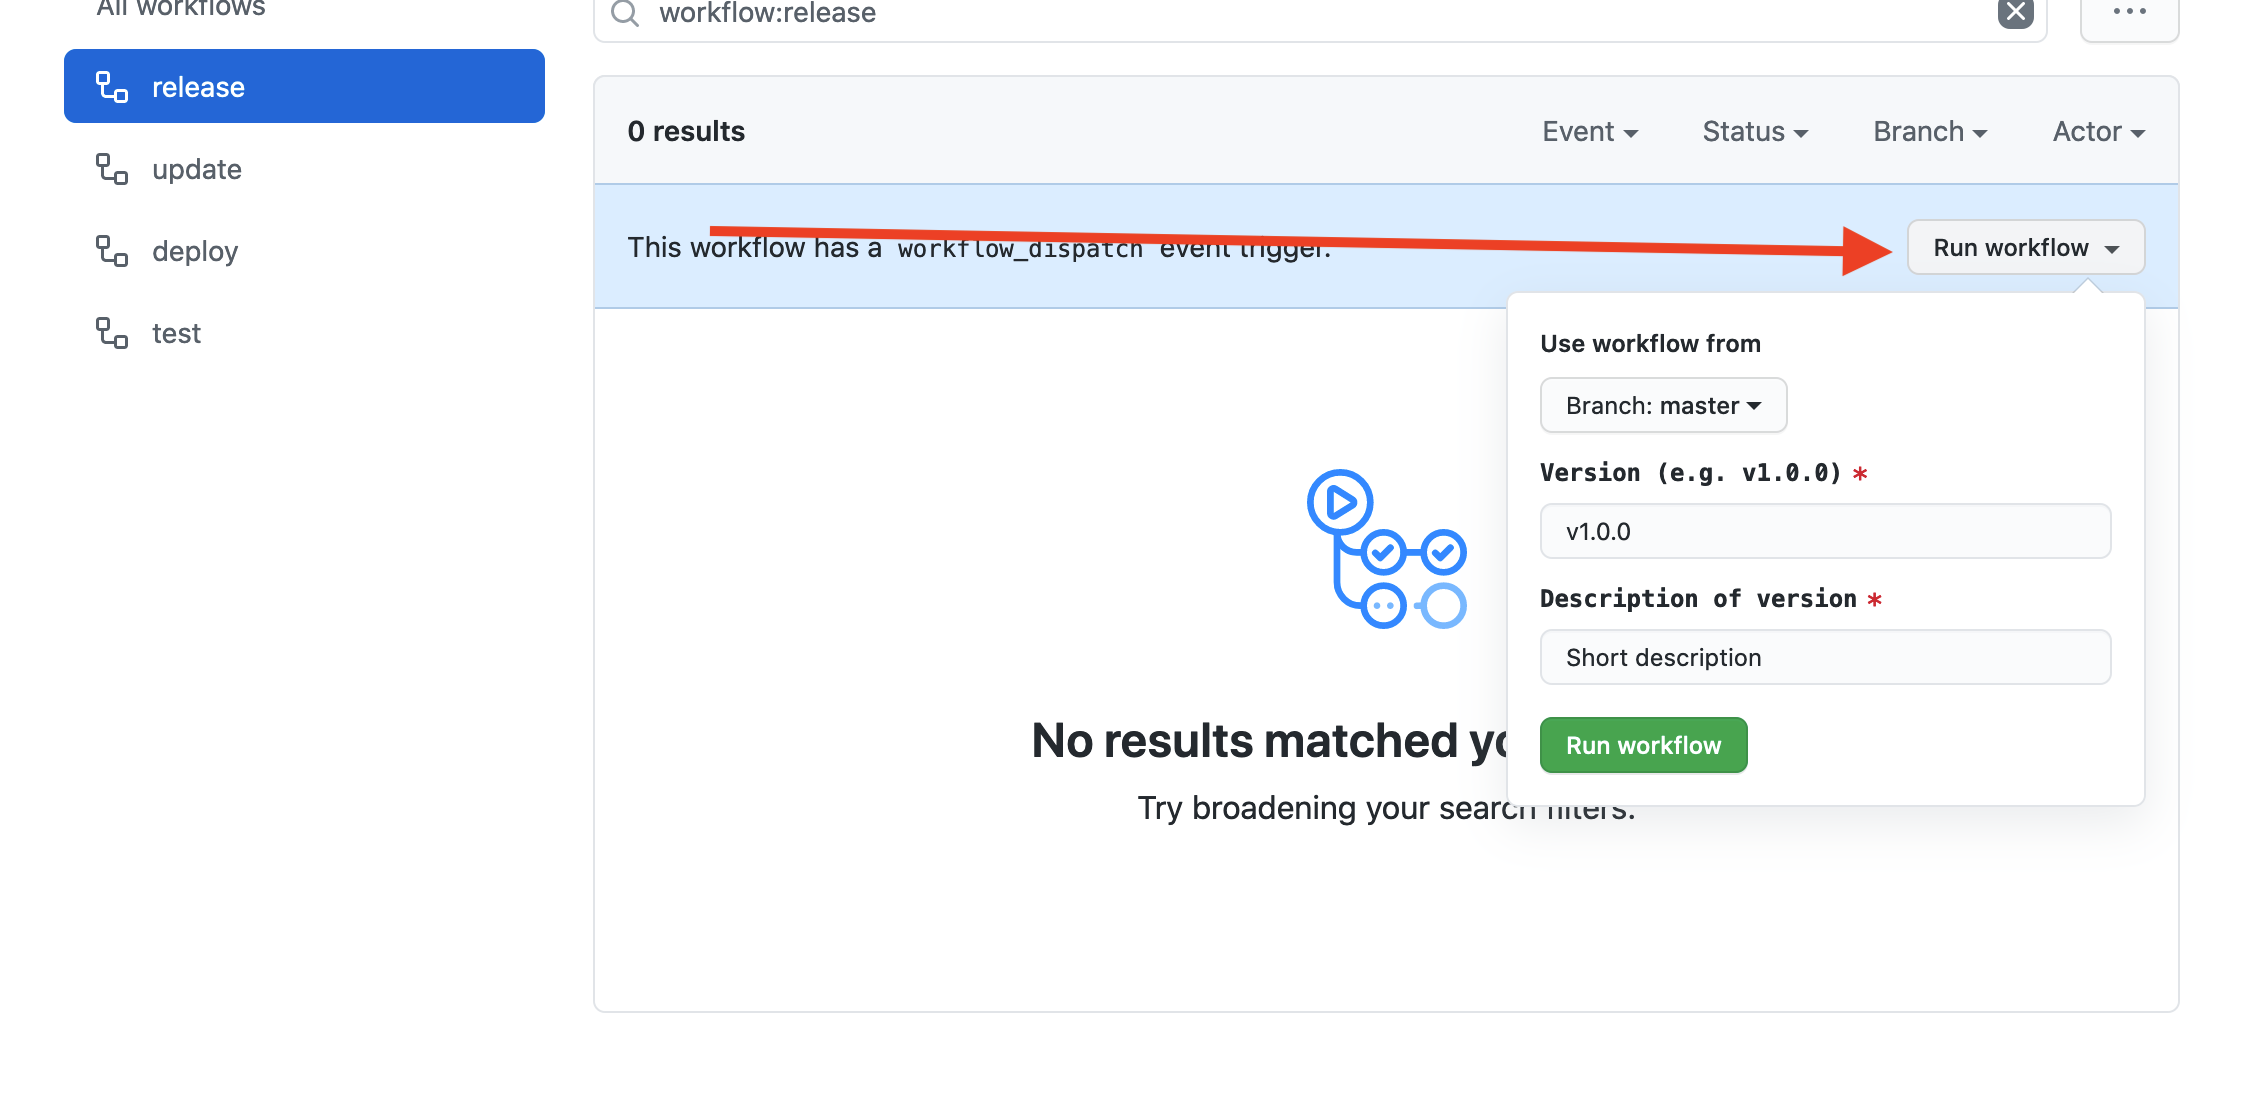 All workflows
release
update
deploy
test
workflow:release
0 results
Event
Status
Branch
Actor
This workflow has a workflow_dispatch event trigger.
Run workflow
Use workflow from
Branch: master
Version (e.g. v1.0.0) *
v1.0.0
Description of version *
Short description
Run workflow
No results matched
Try broadening your search filters.